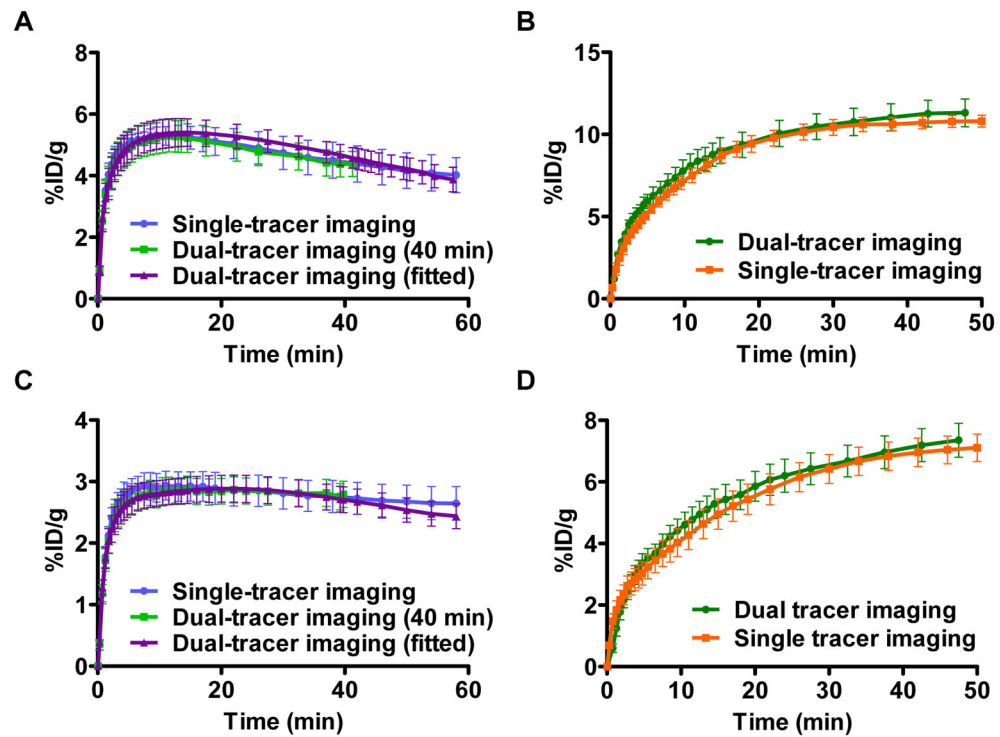 A
%ID/g
8
6
4
2
0
Single-tracer imaging
Dual-tracer imaging (40 min)
Dual-tracer imaging (fitted)
0 20 40 60
Time (min)
B
%ID/g
15
10
5
0
Dual-tracer imaging
Single-tracer imaging
0 10 20 30 40 50
Time (min)
C
%ID/g
4
3
2
1
0
Single-tracer imaging
Dual-tracer imaging (40 min)
Dual-tracer imaging (fitted)
0 20 40 60
Time (min)
D
%ID/g
8
6
4
2
0
Dual tracer imaging
Single tracer imaging
0 10 20 30 40 50
Time (min)